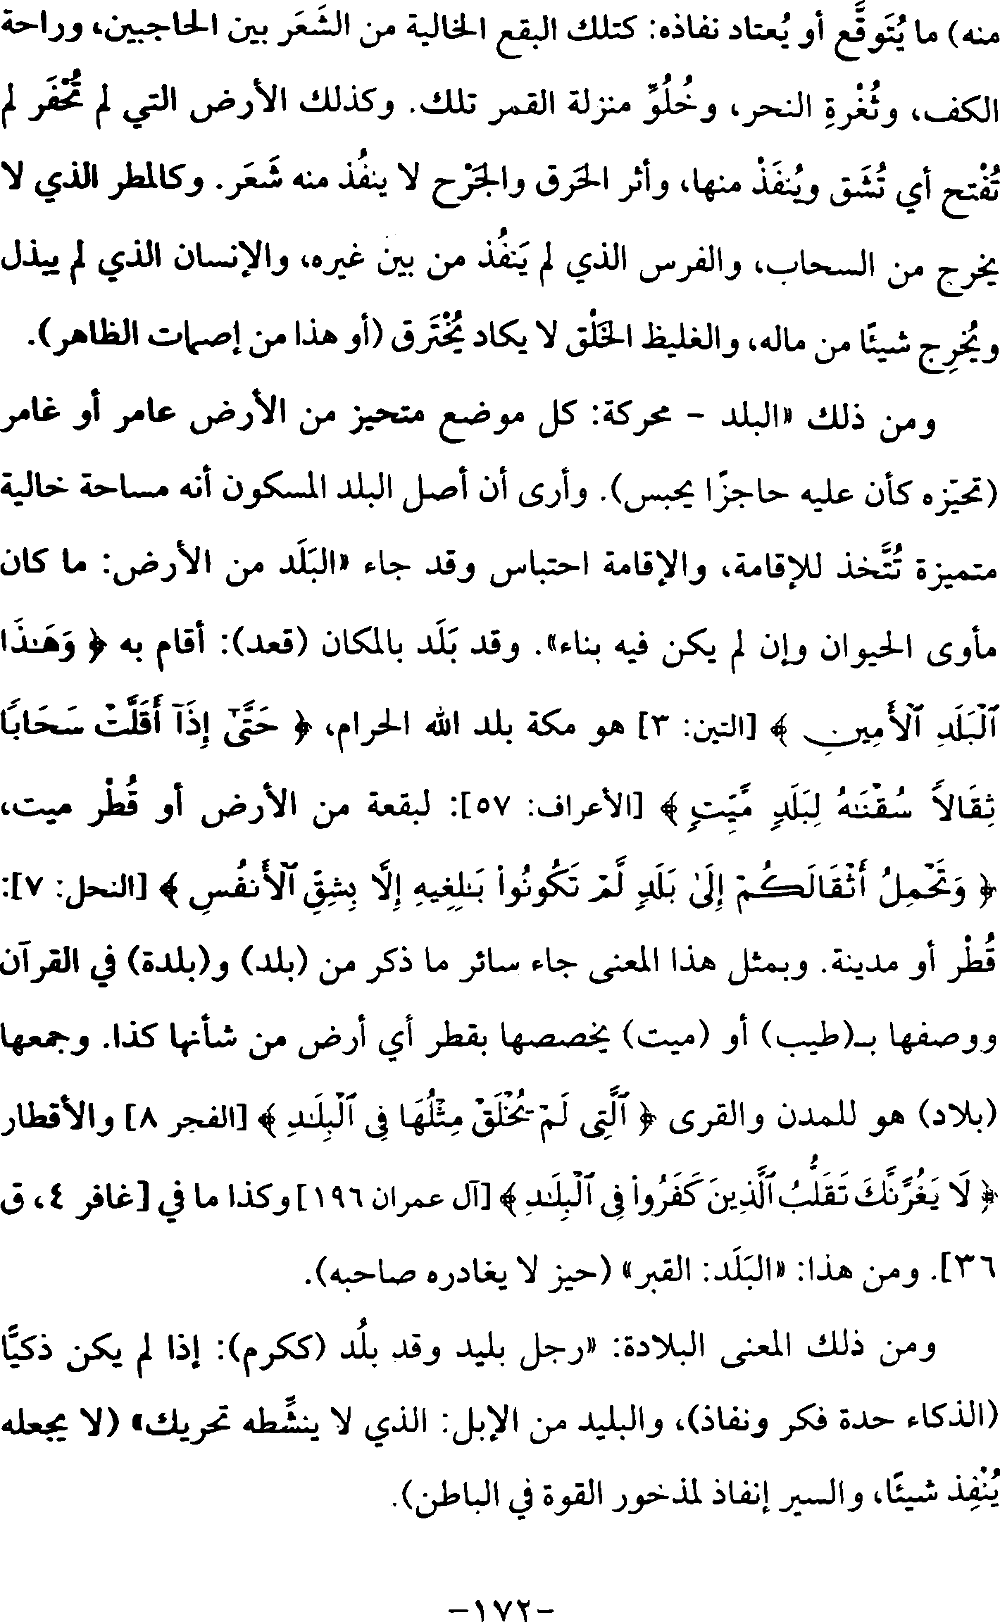 منه) ما يُتَوقَّع أو يُعتاد نفاذه: كتلك البقع الخالية من الشَعَر بين الحاجبين، وراحة
الكف، وثُغْرةِ النحر، وخُلُوِّ منزلة القمر تلك. وكذلك الأرض التي لم تُحْفَر لم
تُفْتح أي تُشَق ويُنفَذْ منها، وأثر الحَرق والجَرْح لا ينفُذ منه شَعَر. وكالمطر الذي لا
يخرج من السحاب، والفرس الذي لم يَنفُذ من بين غيره، والإنسان الذي لم يبذل
ويُخرِج شيئًا من ماله، والغليظ الخَلْق لا يكاد يُخْتَرق (أو هذا من إصمات الظاهر).
ومن ذلك «البلد - محركة: كل موضع متحيز من الأرض عامر أو غامر
(تحيّزه كأن عليه حاجزًا يحبس). وأرى أن أصل البلد المسكون أنه مساحة خالية
متميزة تُتَّخذ للإقامة، والإقامة احتباس وقد جاء «البَلَد من الأرض: ما كان
مأوى الحيوان وإن لم يكن فيه بناء». وقد بَلَد بالمكان (قعد): أقام به ﴿ وَهَـٰذَا
ٱلْبَلَدِ ٱلْأَمِينِ ﴾ [التين: ٣] هو مكة بلد الله الحرام، ﴿ حَتَّىٰٓ إِذَآ أَقَلَّتْ سَحَابًا
ثِقَالاً سُقْنَـٰهُ لِبَلَدٍ مَّيِّتٍ ﴾ [الأعراف: ٥٧]: لبقعة من الأرض أو قُطْر ميت،
﴿ وَتَحْمِلُ أَثْقَالَكُمْ إِلَىٰ بَلَدٍ لَّمْ تَكُونُوا۟ بَـٰلِغِيهِ إِلَّا بِشِقِّ ٱلْأَنفُسِ ﴾ [النحل: ٧]:
قُطْر أو مدينة. وبمثل هذا المعنى جاء سائر ما ذكر من (بلد) و(بلدة) في القرآن
ووصفها بـ(طيب) أو (ميت) يخصصها بقطر أي أرض من شأنها كذا. وجمعها
(بلاد) هو للمدن والقرى ﴿ ٱلَّتِى لَمْ يُخْلَقْ مِثْلُهَا فِى ٱلْبِلَـٰدِ ﴾ [الفجر ٨] والأقطار
﴿ لَا يَغُرَّنَّكَ تَقَلُّبُ ٱلَّذِينَ كَفَرُوا۟ فِى ٱلْبِلَـٰدِ ﴾ [آل عمران ١٩٦] وكذا ما في [غافر ٤، ق
٣٦]. ومن هذا: «البَلَد: القبر» (حيز لا يغادره صاحبه).
ومن ذلك المعنى البلادة: «رجل بليد وقد بلُد (ككرم): إذا لم يكن ذكيًّا
(الذكاء حدة فكر ونفاذ)، والبليد من الإبل: الذي لا ينشِّطه تحريك» (لا يجعله
يُنْفِذ شيئًا، والسير إنفاذ لمذخور القوة في الباطن).
-١٧٢-